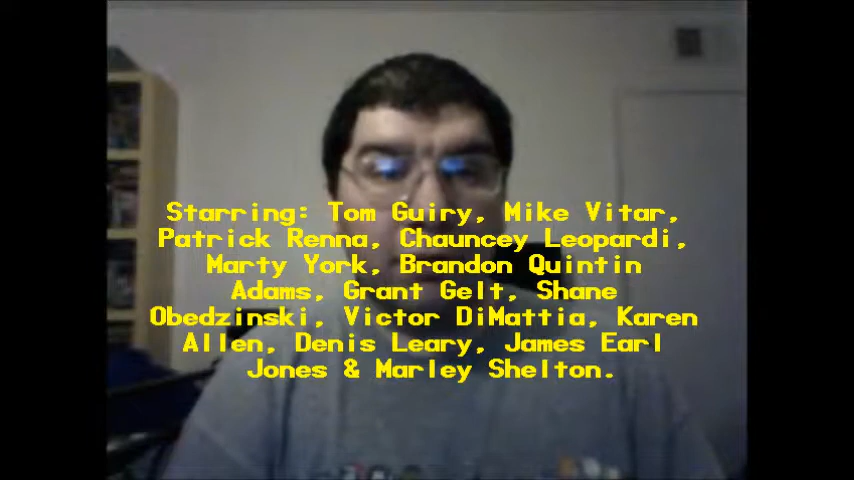 Starring: Tom Guiry, Mike Vitar,
Patrick Renna, Chauncey Leopardi,
Marty York, Brandon Quintin
Adams, Grant Gelt, Shane
Obedzinski, Victor DiMattia, Karen
Allen, Denis Leary, James Earl
Jones & Marley Shelton.